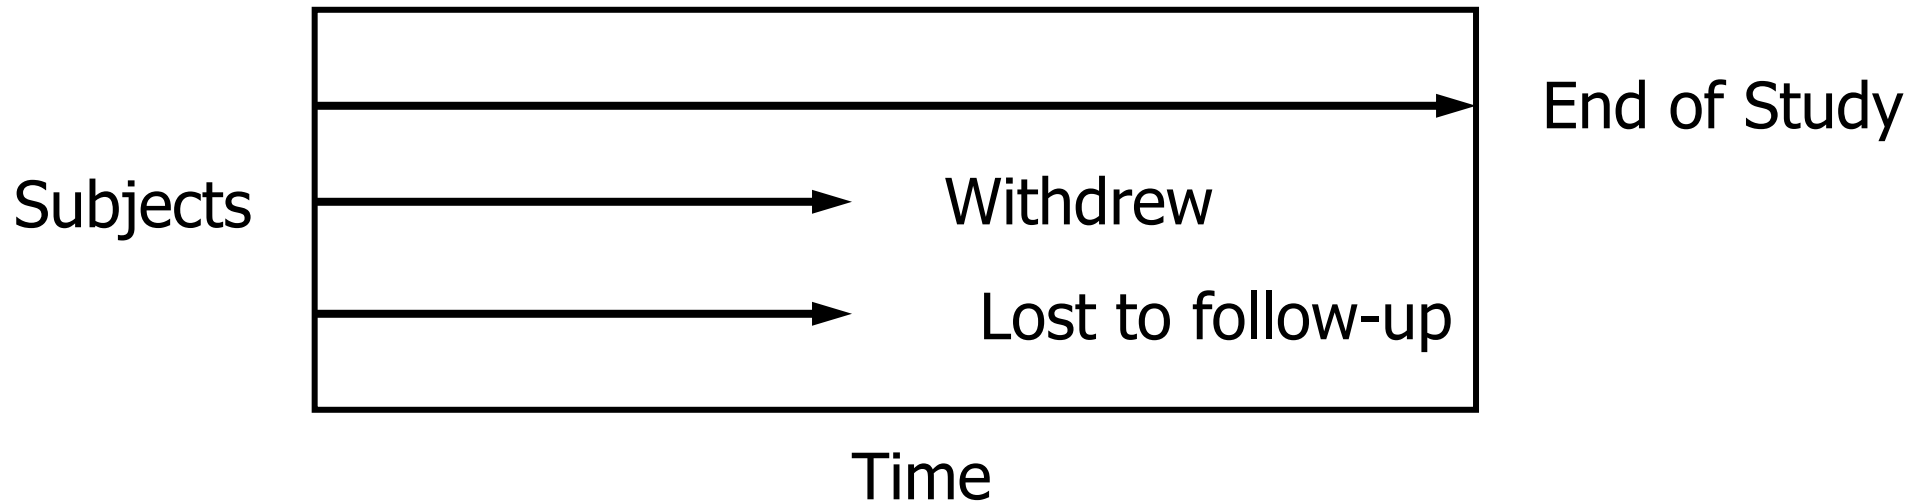 End of Study
Subjects
Withdrew
Lost to follow-up
Time